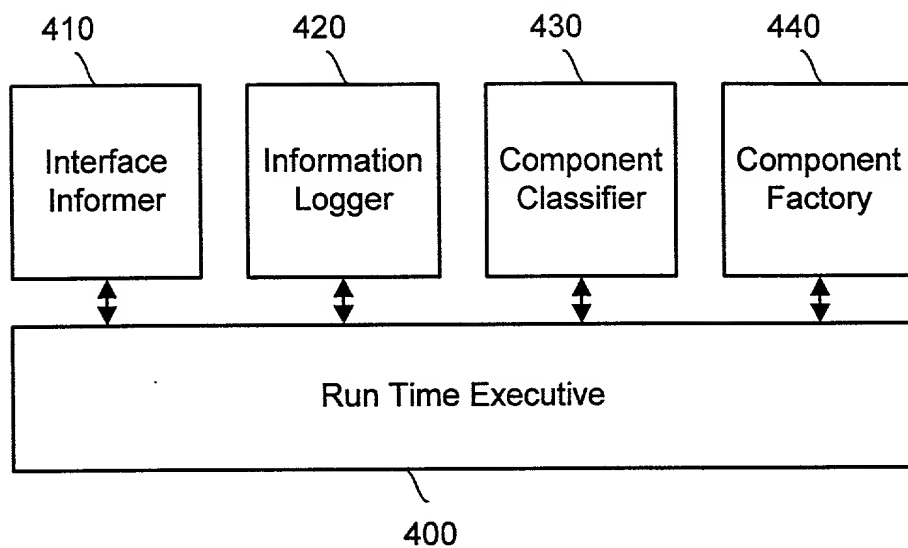 410
420
430
440
Interface
Informer
Information
Logger
Component
Classifier
Component
Factory
Run Time Executive
400